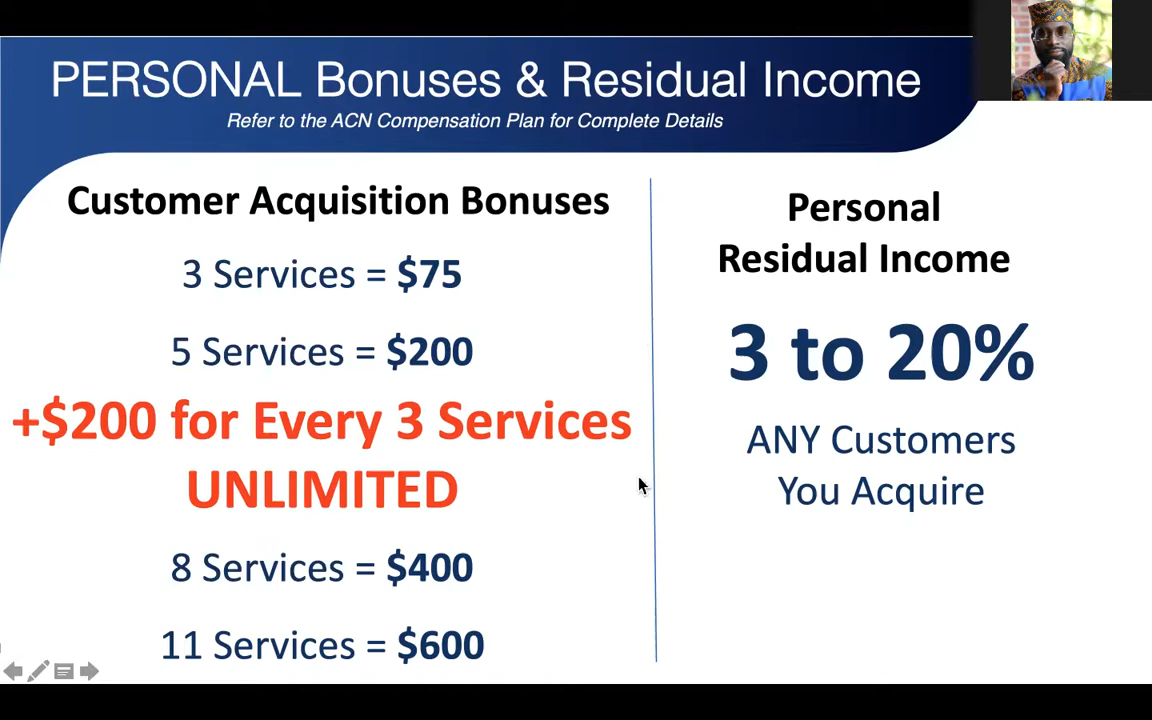 PERSONAL Bonuses & Residual Income
Refer to the ACN Compensation Plan for Complete Details
Customer Acquisition Bonuses
3 Services = $75
5 Services = $200
+$200 for Every 3 Services
UNLIMITED
8 Services = $400
11 Services = $600
Personal
Residual Income
3 to 20%
ANY Customers
You Acquire